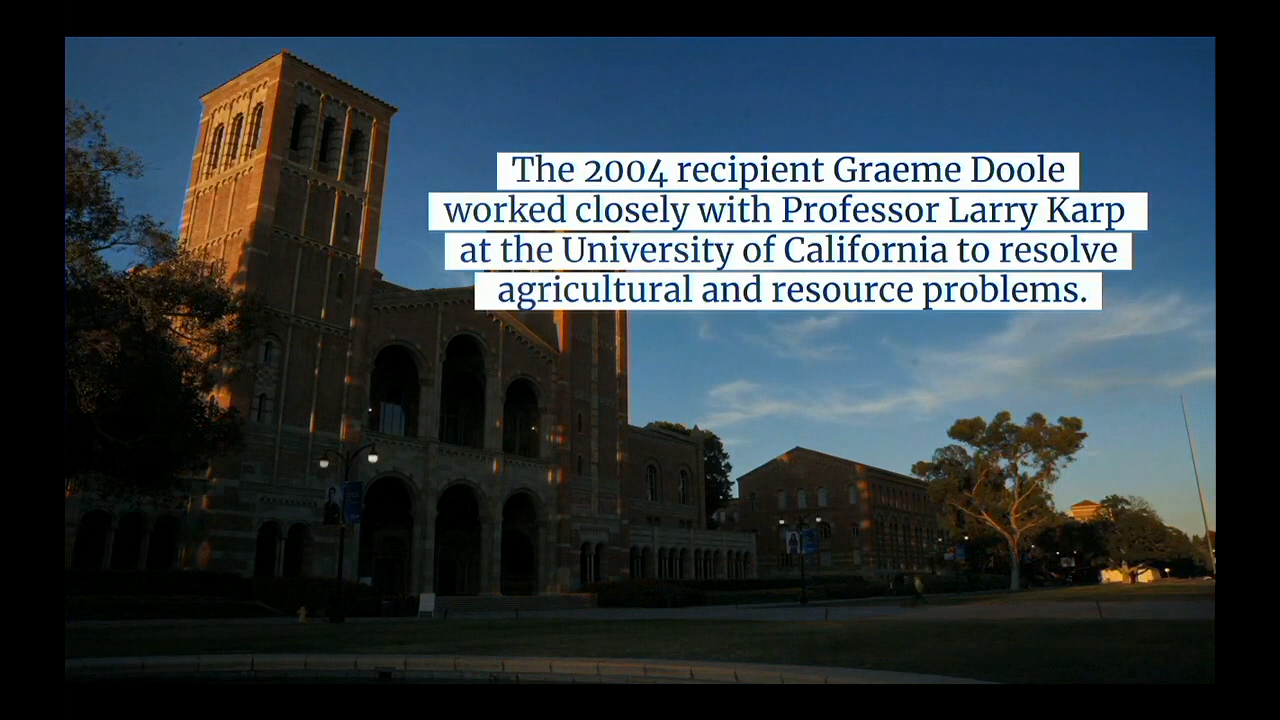 The 2004 recipient Graeme Doole
worked closely with Professor Larry Karp
at the University of California to resolve
agricultural and resource problems.